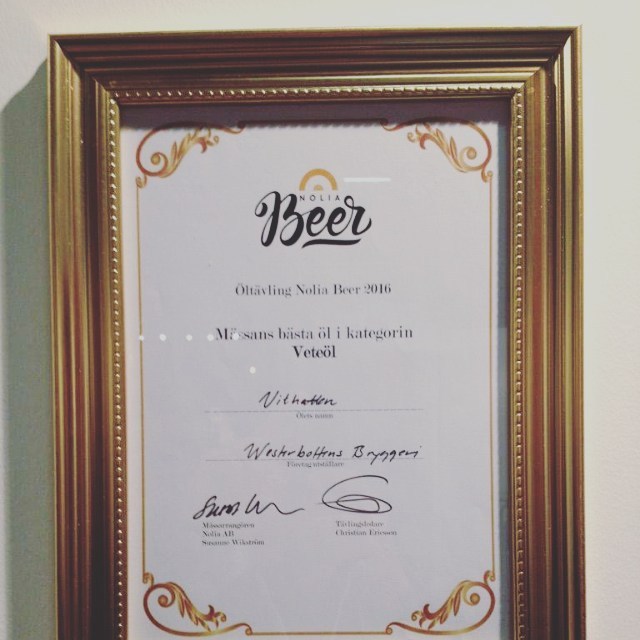 NOLIA
Beer
Öltävling Nolia Beer 2016
Mässans bästa öl i kategorin
Veteöl
Vithatten
Ölets namn
Westerbottens Bryggeri
Företag/utställare
Mässarrangören
Nolia AB
Susanne Wikström
Tävlingsledare
Christian Ericsson